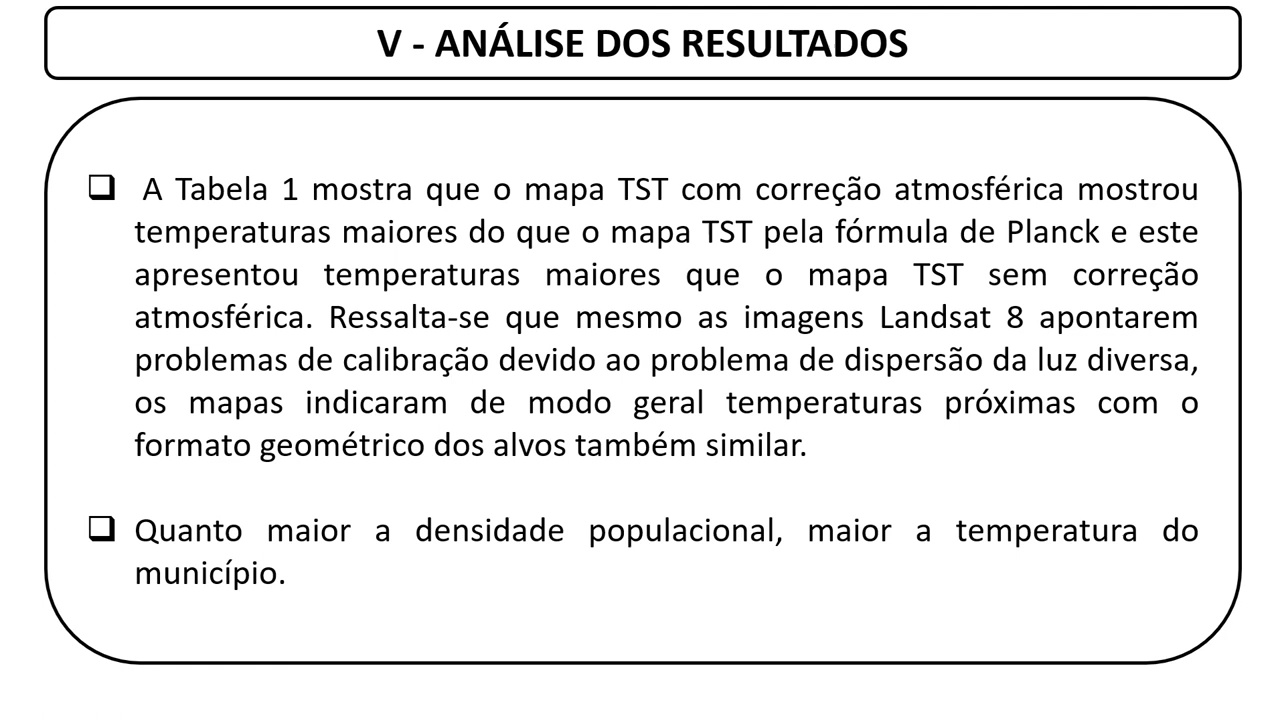 V - ANÁLISE DOS RESULTADOS
❑ A Tabela 1 mostra que o mapa TST com correção atmosférica mostrou
temperaturas maiores do que o mapa TST pela fórmula de Planck e este
apresentou temperaturas maiores que o mapa TST sem correção
atmosférica. Ressalta-se que mesmo as imagens Landsat 8 apontarem
problemas de calibração devido ao problema de dispersão da luz diversa,
os mapas indicaram de modo geral temperaturas próximas com o
formato geométrico dos alvos também similar.
❑ Quanto maior a densidade populacional, maior a temperatura do
município.